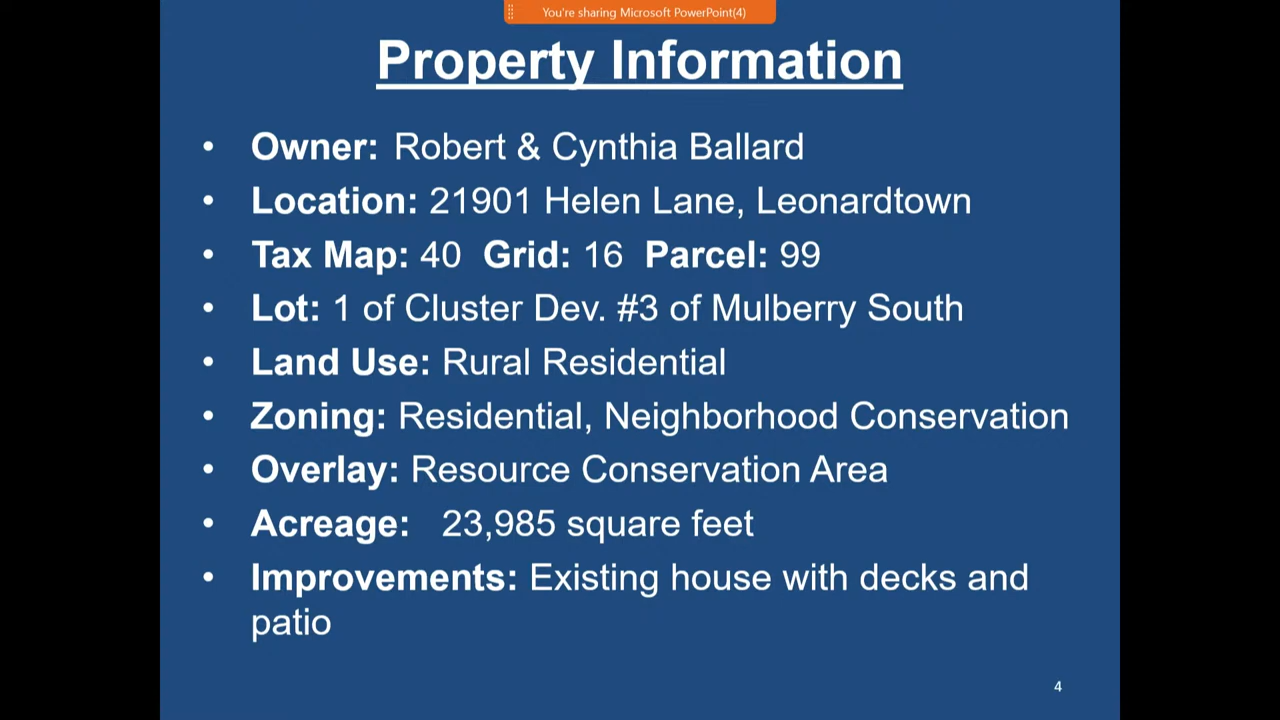 You're sharing Microsoft PowerPoint(4)
Property Information
• Owner: Robert & Cynthia Ballard
• Location: 21901 Helen Lane, Leonardtown
• Tax Map: 40 Grid: 16 Parcel: 99
• Lot: 1 of Cluster Dev. #3 of Mulberry South
• Land Use: Rural Residential
• Zoning: Residential, Neighborhood Conservation
• Overlay: Resource Conservation Area
• Acreage: 23,985 square feet
• Improvements: Existing house with decks and
patio
4